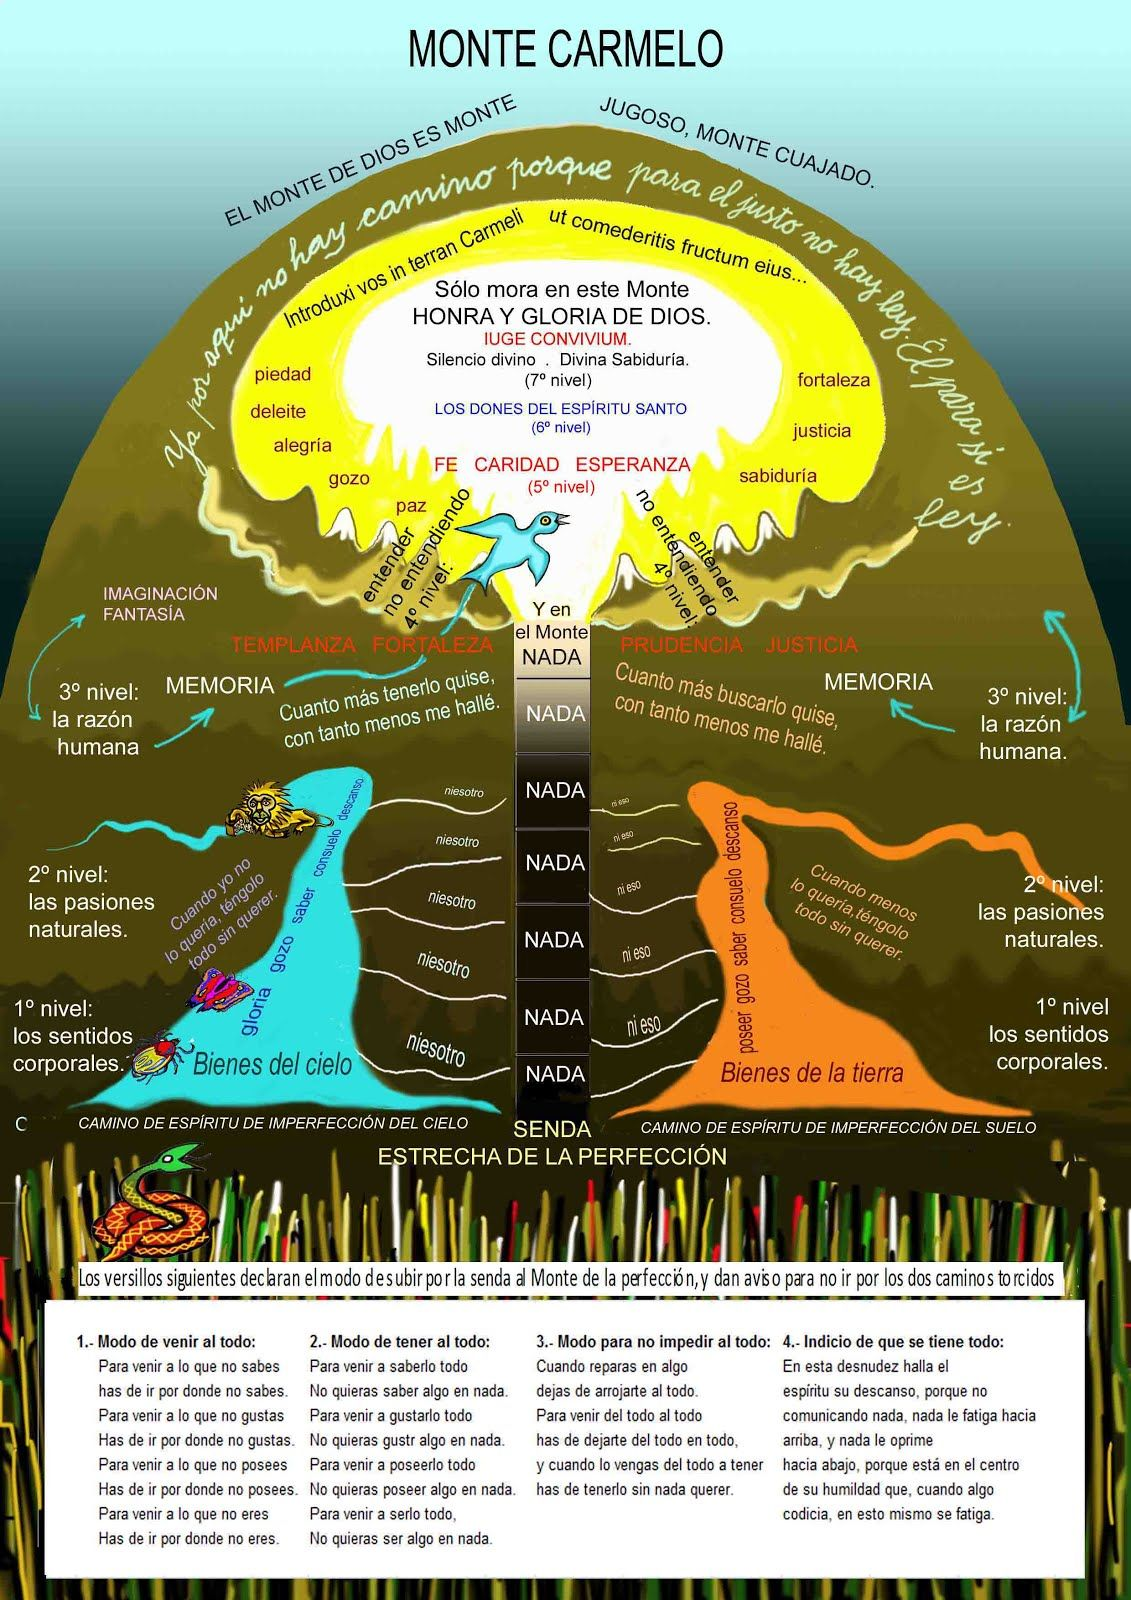 MONTE CARMELO
EL MONTE DE DIOS ES MONTE JUGOSO, MONTE CUAJADO.
Ya por aquí no hay camino porque para el justo no hay ley. Él para si es ley.
Introduxi vos in terran Carmeli ut comederitis fructum eius...
Sólo mora en este Monte
HONRA Y GLORIA DE DIOS.
IUGE CONVIVIUM.
Silencio divino . Divina Sabiduría.
(7º nivel)
LOS DONES DEL ESPÍRITU SANTO
(6º nivel)
FE CARIDAD ESPERANZA
(5º nivel)
piedad
deleite
alegría
gozo
paz
fortaleza
justicia
sabiduría
entender
no entendiendo
4º nivel:
no entendiendo
entender
4º nivel:
IMAGINACIÓN
FANTASÍA
Y en
el Monte
NADA
TEMPLANZA FORTALEZA
PRUDENCIA JUSTICIA
3º nivel:
la razón
humana
MEMORIA
Cuanto más tenerlo quise,
con tanto menos me hallé.
Cuanto más buscarlo quise,
con tanto menos me hallé.
MEMORIA
3º nivel:
la razón
humana.
NADA
NADA
NADA
NADA
NADA
NADA
niesotro
niesotro
niesotro
niesotro
niesotro
ni eso
ni eso
ni eso
ni eso
ni eso
2º nivel:
las pasiones
naturales.
Cuando yo no
lo quería, téngolo
todo sin querer.
gloria gozo saber consuelo descanso
poseer gozo saber consuelo descanso
Cuando menos
lo quería,téngolo
todo sin querer.
2º nivel:
las pasiones
naturales.
1º nivel:
los sentidos
corporales.
Bienes del cielo
Bienes de la tierra
1º nivel
los sentidos
corporales.
C
CAMINO DE ESPÍRITU DE IMPERFECCIÓN DEL CIELO
SENDA
ESTRECHA DE LA PERFECCIÓN
CAMINO DE ESPÍRITU DE IMPERFECCIÓN DEL SUELO
Los versillos siguientes declaran el modo de subir por la senda al Monte de la perfección, y dan aviso para no ir por los dos caminos torcidos
1.- Modo de venir al todo:
Para venir a lo que no sabes
has de ir por donde no sabes.
Para venir a lo que no gustas
Has de ir por donde no gustas.
Para venir a lo que no posees
Has de ir por donde no posees.
Para venir a lo que no eres
Has de ir por donde no eres.
2.- Modo de tener al todo:
Para venir a saberlo todo
No quieras saber algo en nada.
Para venir a gustarlo todo
No quieras gustr algo en nada.
Para venir a poseerlo todo
No quieras poseer algo en nada.
Para venir a serlo todo,
No quieras ser algo en nada.
3.- Modo para no impedir al todo:
Cuando reparas en algo
dejas de arrojarte al todo.
Para venir del todo al todo
has de dejarte del todo en todo,
y cuando lo vengas del todo a tener
has de tenerlo sin nada querer.
4.- Indicio de que se tiene todo:
En esta desnudez halla el
espíritu su descanso, porque no
comunicando nada, nada le fatiga hacia
arriba, y nada le oprime
hacia abajo, porque está en el centro
de su humildad que, cuando algo
codicia, en esto mismo se fatiga.